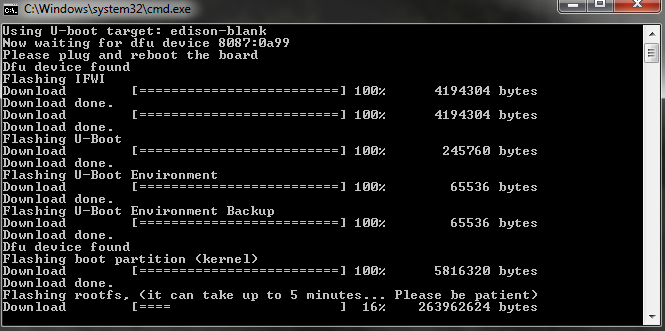 C:\Windows\system32\cmd.exe
Using U-boot target: edison-blank
Now waiting for dfu device 8087:0a99
Please plug and reboot the board
Dfu device found
Flashing IFWI
Download [=========================] 100% 4194304 bytes
Download done.
Download [=========================] 100% 4194304 bytes
Download done.
Flashing U-Boot
Download [=========================] 100% 245760 bytes
Download done.
Flashing U-Boot Environment
Download [=========================] 100% 65536 bytes
Download done.
Flashing U-Boot Environment Backup
Download [=========================] 100% 65536 bytes
Download done.
Dfu device found
Flashing boot partition (kernel)
Download [=========================] 100% 5816320 bytes
Download done.
Flashing rootfs, (it can take up to 5 minutes... Please be patient)
Download [==== ] 16% 263962624 bytes